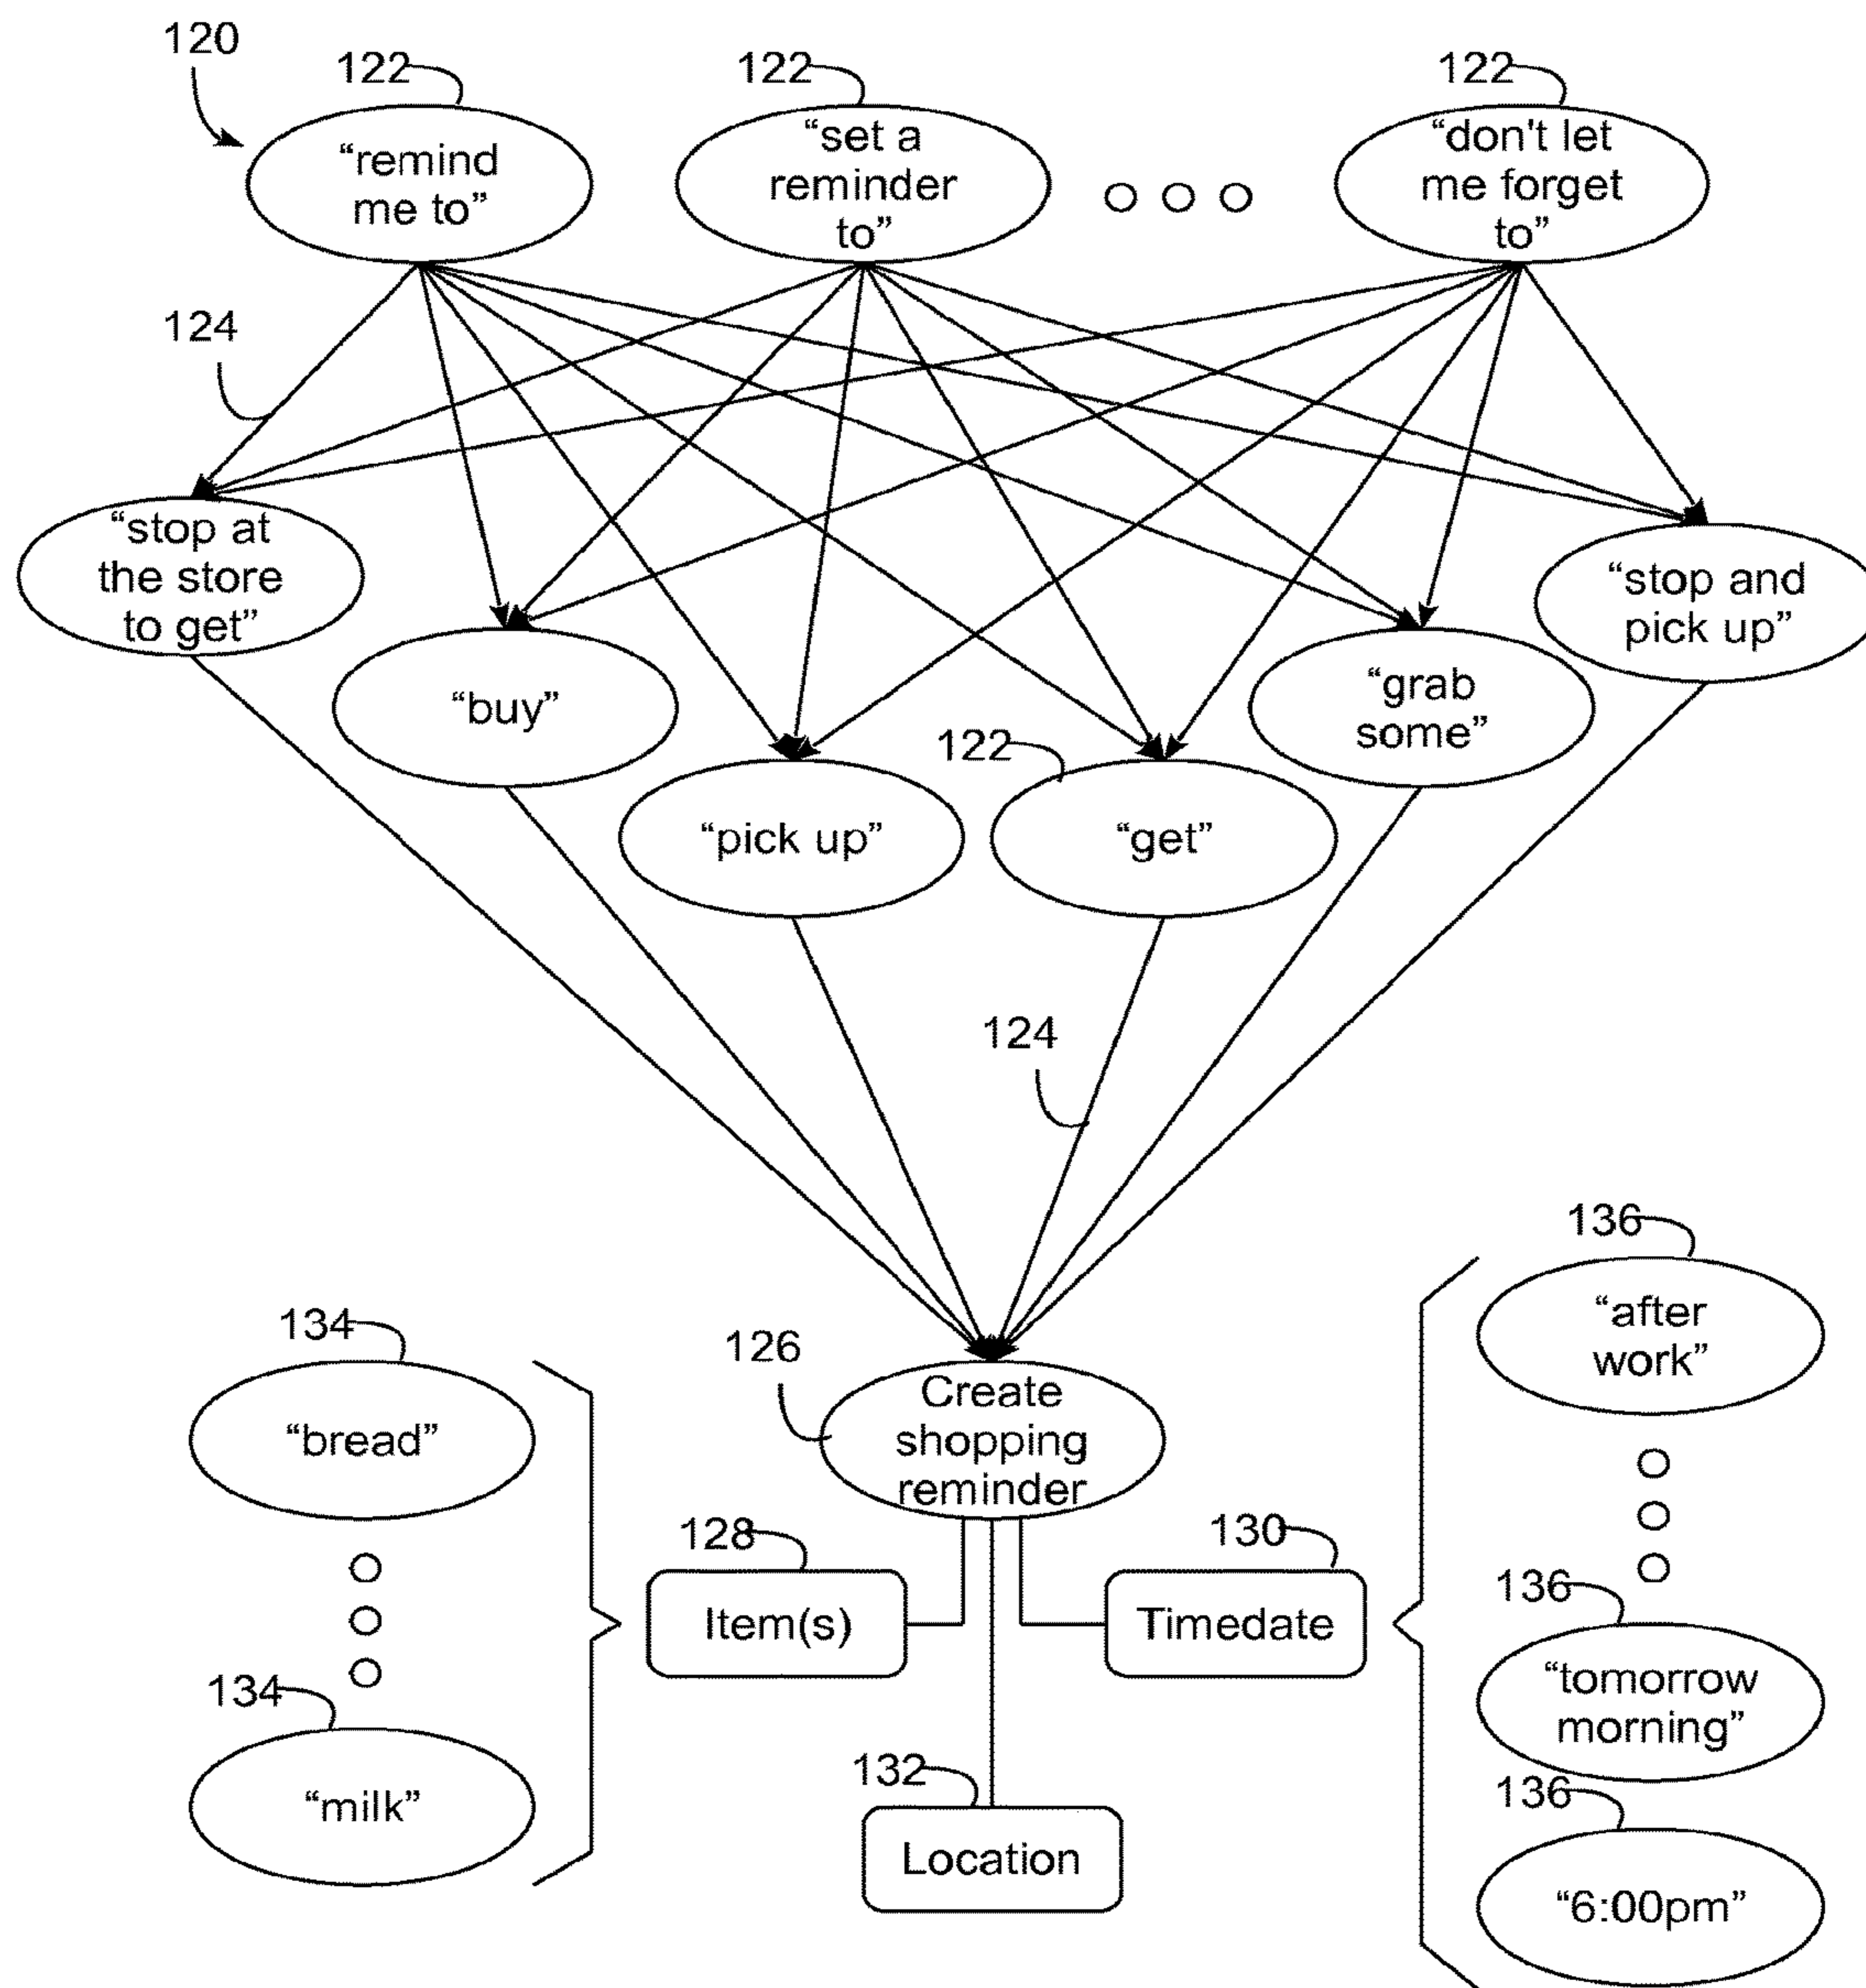 120
122
122
122
“remind
me to”
“set a
reminder
to”
“don't let
me forget
to”
124
“stop at
the store
to get”
“stop and
pick up”
“buy”
“grab
some”
122
“pick up”
“get”
124
136
“after
work”
134
“bread”
126
Create
shopping
reminder
128
Item(s)
130
Timedate
136
“tomorrow
morning”
134
“milk”
132
Location
136
“6:00pm”